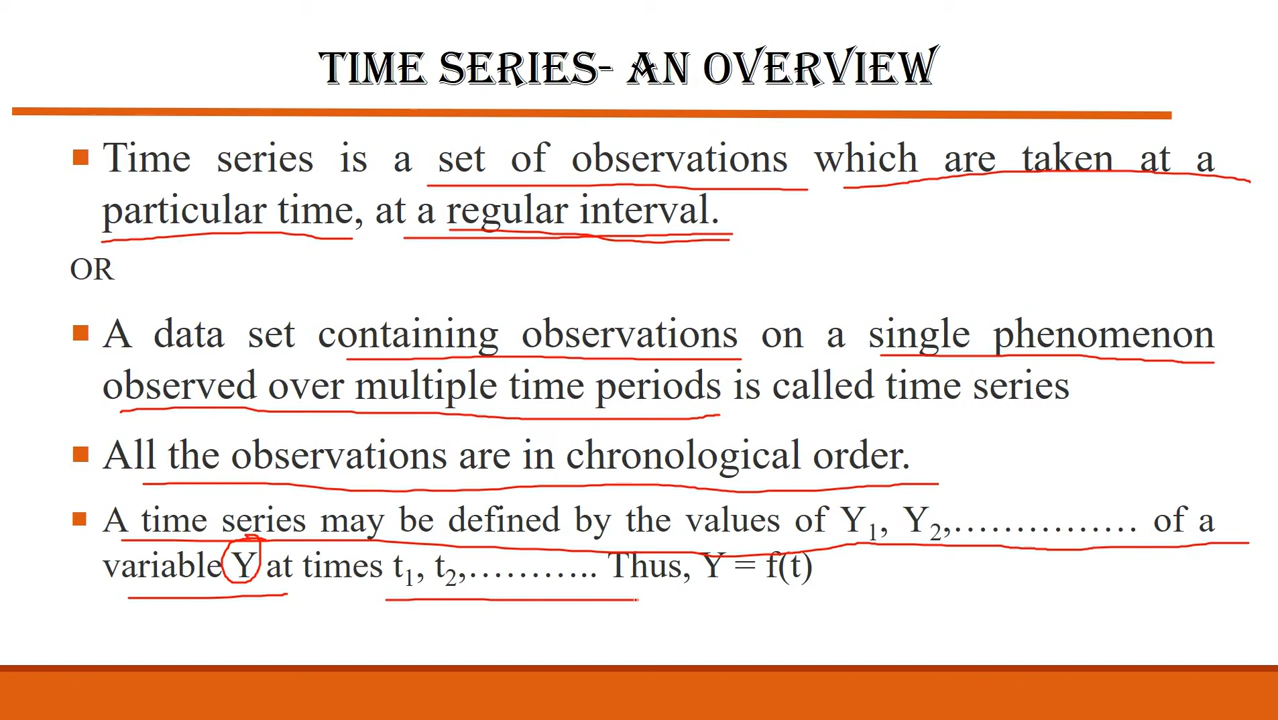 TIME SERIES- AN OVERVIEW
Time series is a set of observations which are taken at a
particular time, at a regular interval.
OR
A data set containing observations on a single phenomenon
observed over multiple time periods is called time series
All the observations are in chronological order.
A time series may be defined by the values of Y₁, Y₂,…………… of a
variable Y at times t₁, t₂,……….. Thus, Y = f(t)